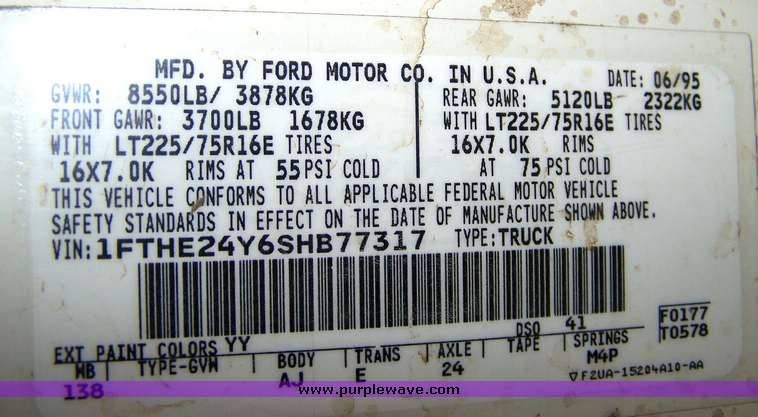 MFD. BY FORD MOTOR CO. IN U.S.A. DATE: 06/95
GVWR: 8550LB/ 3878KG REAR GAWR: 5120LB 2322KG
FRONT GAWR: 3700LB 1678KG WITH LT225/75R16E TIRES
WITH LT225/75R16E TIRES 16X7.0K RIMS
16X7.0K RIMS AT 55 PSI COLD AT 75 PSI COLD
THIS VEHICLE CONFORMS TO ALL APPLICABLE FEDERAL MOTOR VEHICLE
SAFETY STANDARDS IN EFFECT ON THE DATE OF MANUFACTURE SHOWN ABOVE.
VIN: 1FTHE24Y6SHB77317 TYPE: TRUCK
F0177
T0578
DSO 41
EXT PAINT COLORS YY
WB TYPE-GVW BODY TRANS AXLE TAPE SPRINGS
138 AJ E 24 M4P
F2UA-15204A10-AA
www.purplewave.com